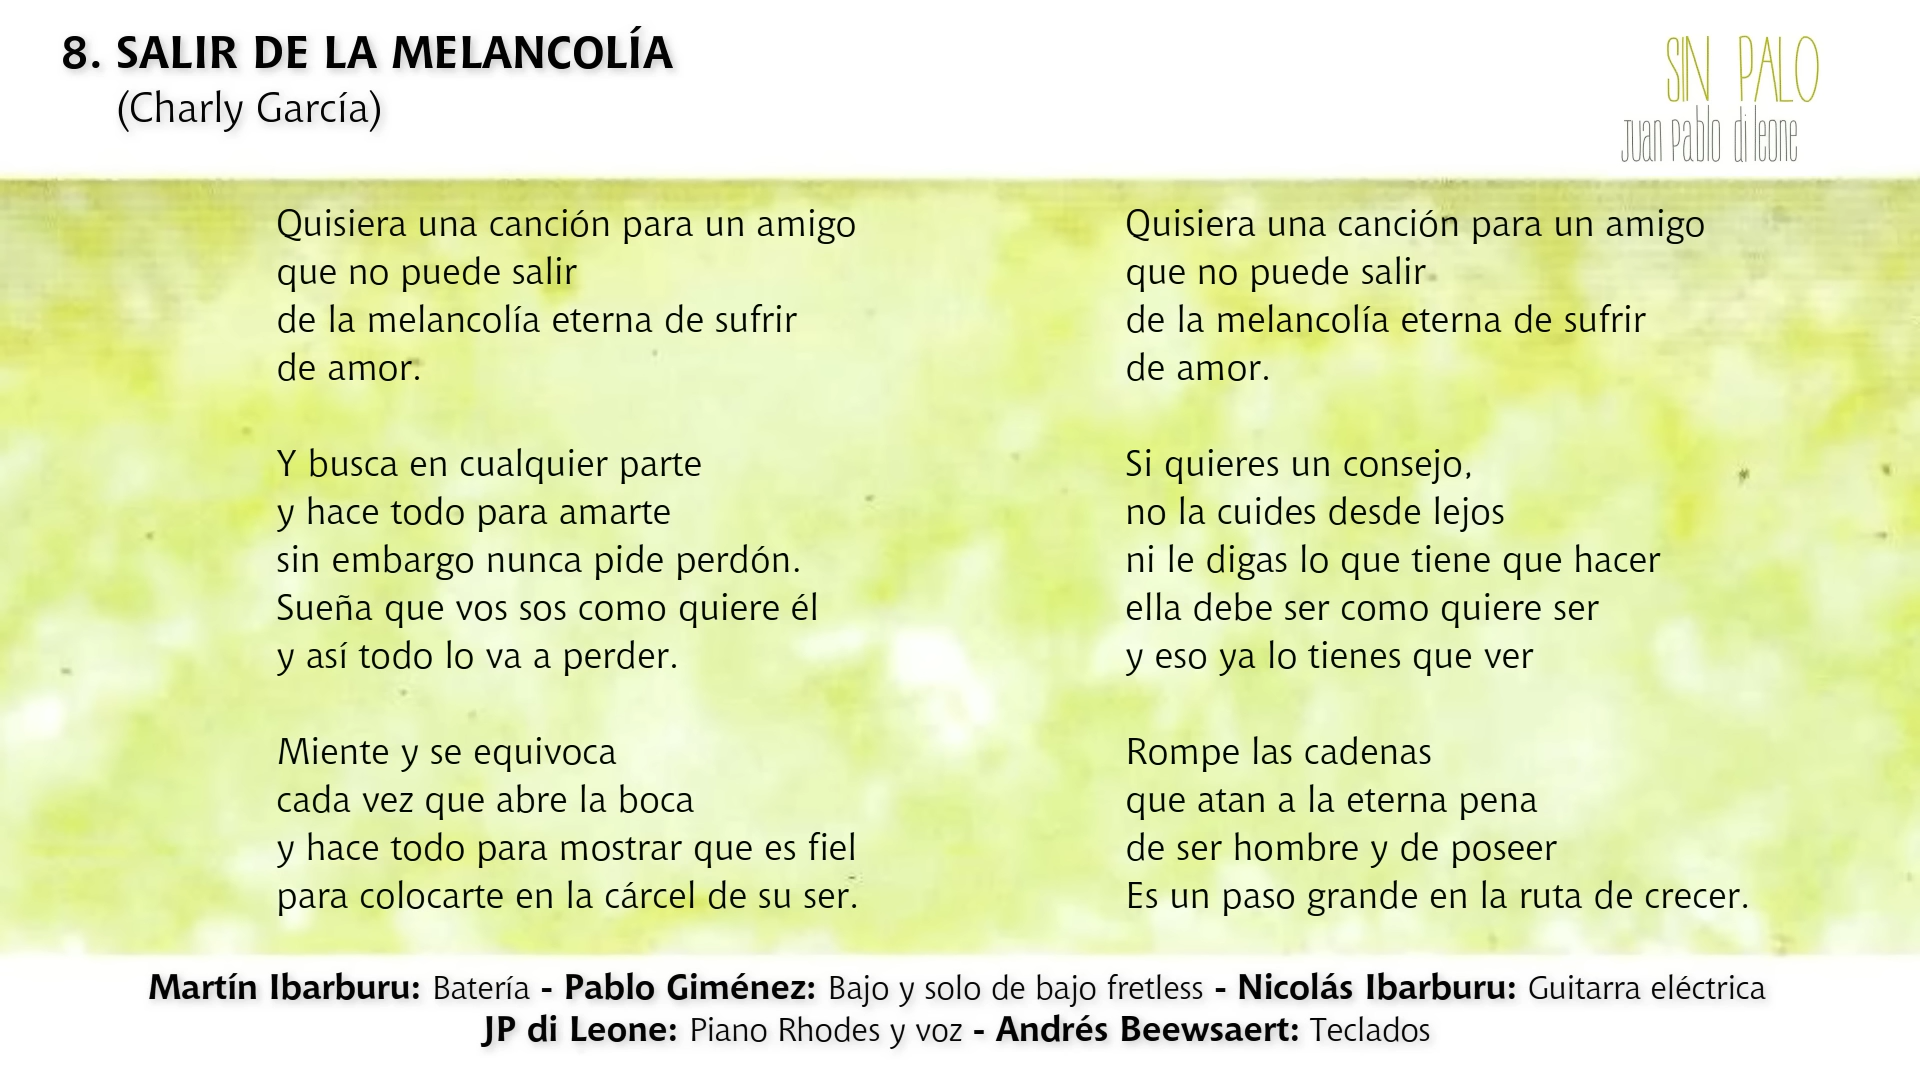 8. SALIR DE LA MELANCOLÍA
(Charly García)
SIN PALO
Juan pablo di leone
Quisiera una canción para un amigo
que no puede salir
de la melancolía eterna de sufrir
de amor.
Y busca en cualquier parte
y hace todo para amarte
sin embargo nunca pide perdón.
Sueña que vos sos como quiere él
y así todo lo va a perder.
Miente y se equivoca
cada vez que abre la boca
y hace todo para mostrar que es fiel
para colocarte en la cárcel de su ser.
Quisiera una canción para un amigo
que no puede salir
de la melancolía eterna de sufrir
de amor.
Si quieres un consejo,
no la cuides desde lejos
ni le digas lo que tiene que hacer
ella debe ser como quiere ser
y eso ya lo tienes que ver
Rompe las cadenas
que atan a la eterna pena
de ser hombre y de poseer
Es un paso grande en la ruta de crecer.
Martín Ibarburu: Batería - Pablo Giménez: Bajo y solo de bajo fretless - Nicolás Ibarburu: Guitarra eléctrica
JP di Leone: Piano Rhodes y voz - Andrés Beewsaert: Teclados